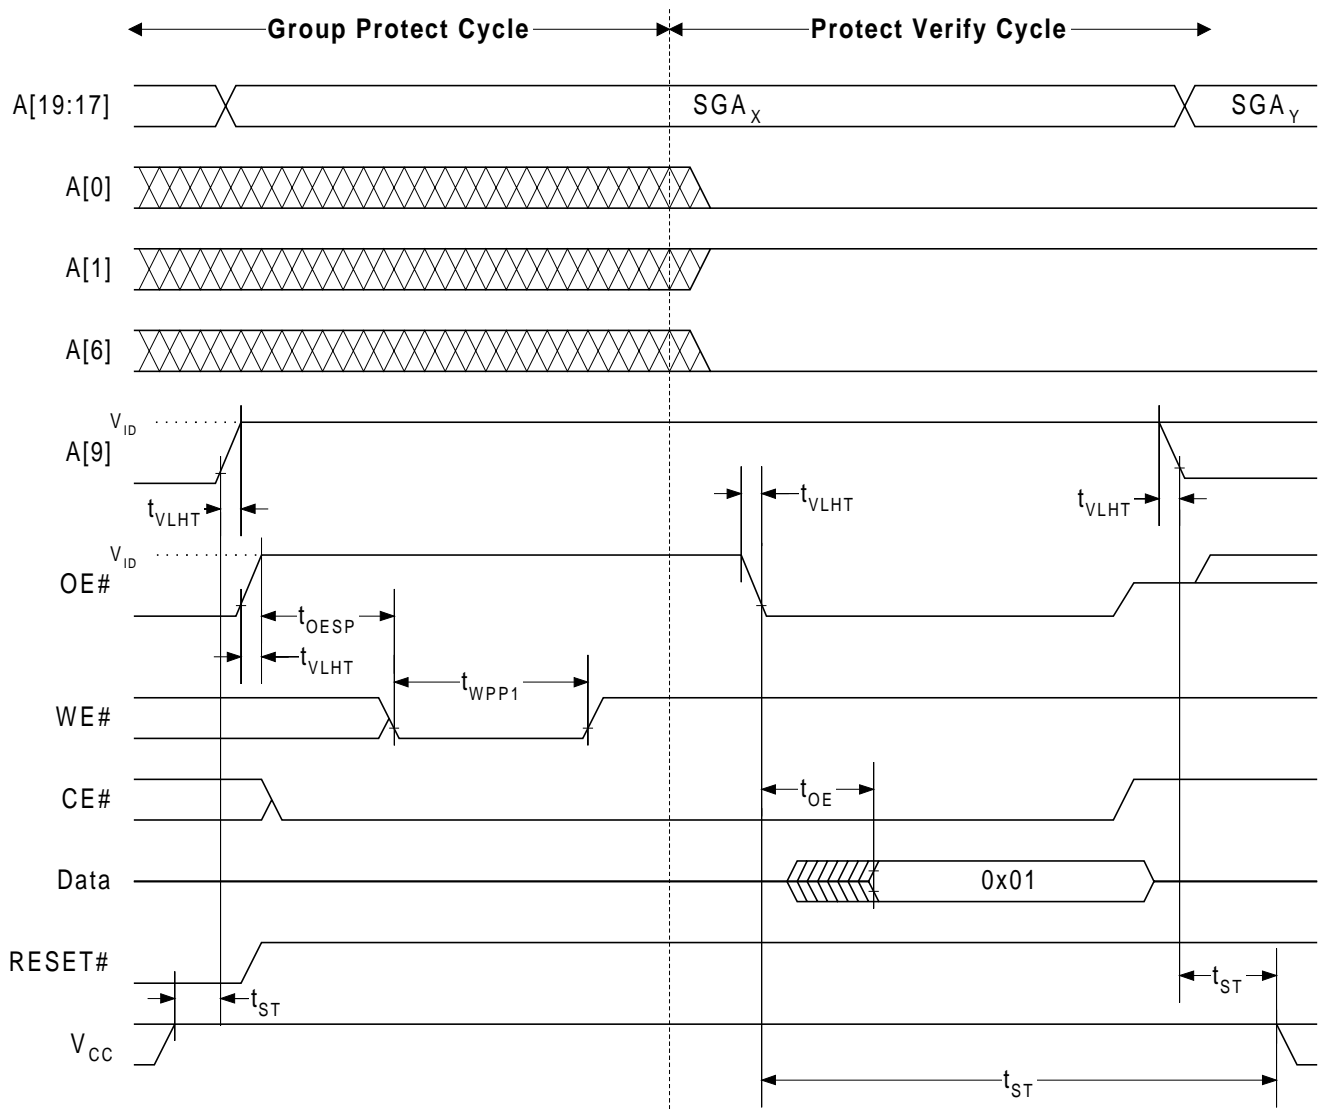 Group Protect Cycle Protect Verify Cycle
A[19:17] SGAX SGAY
A[0]
A[1]
A[6]
VID
A[9]
tVLHT tVLHT tVLHT
VID
OE#
tOESP
tVLHT
tWPP1
WE#
CE# tOE
Data 0x01
RESET#
tST tST
VCC
tST